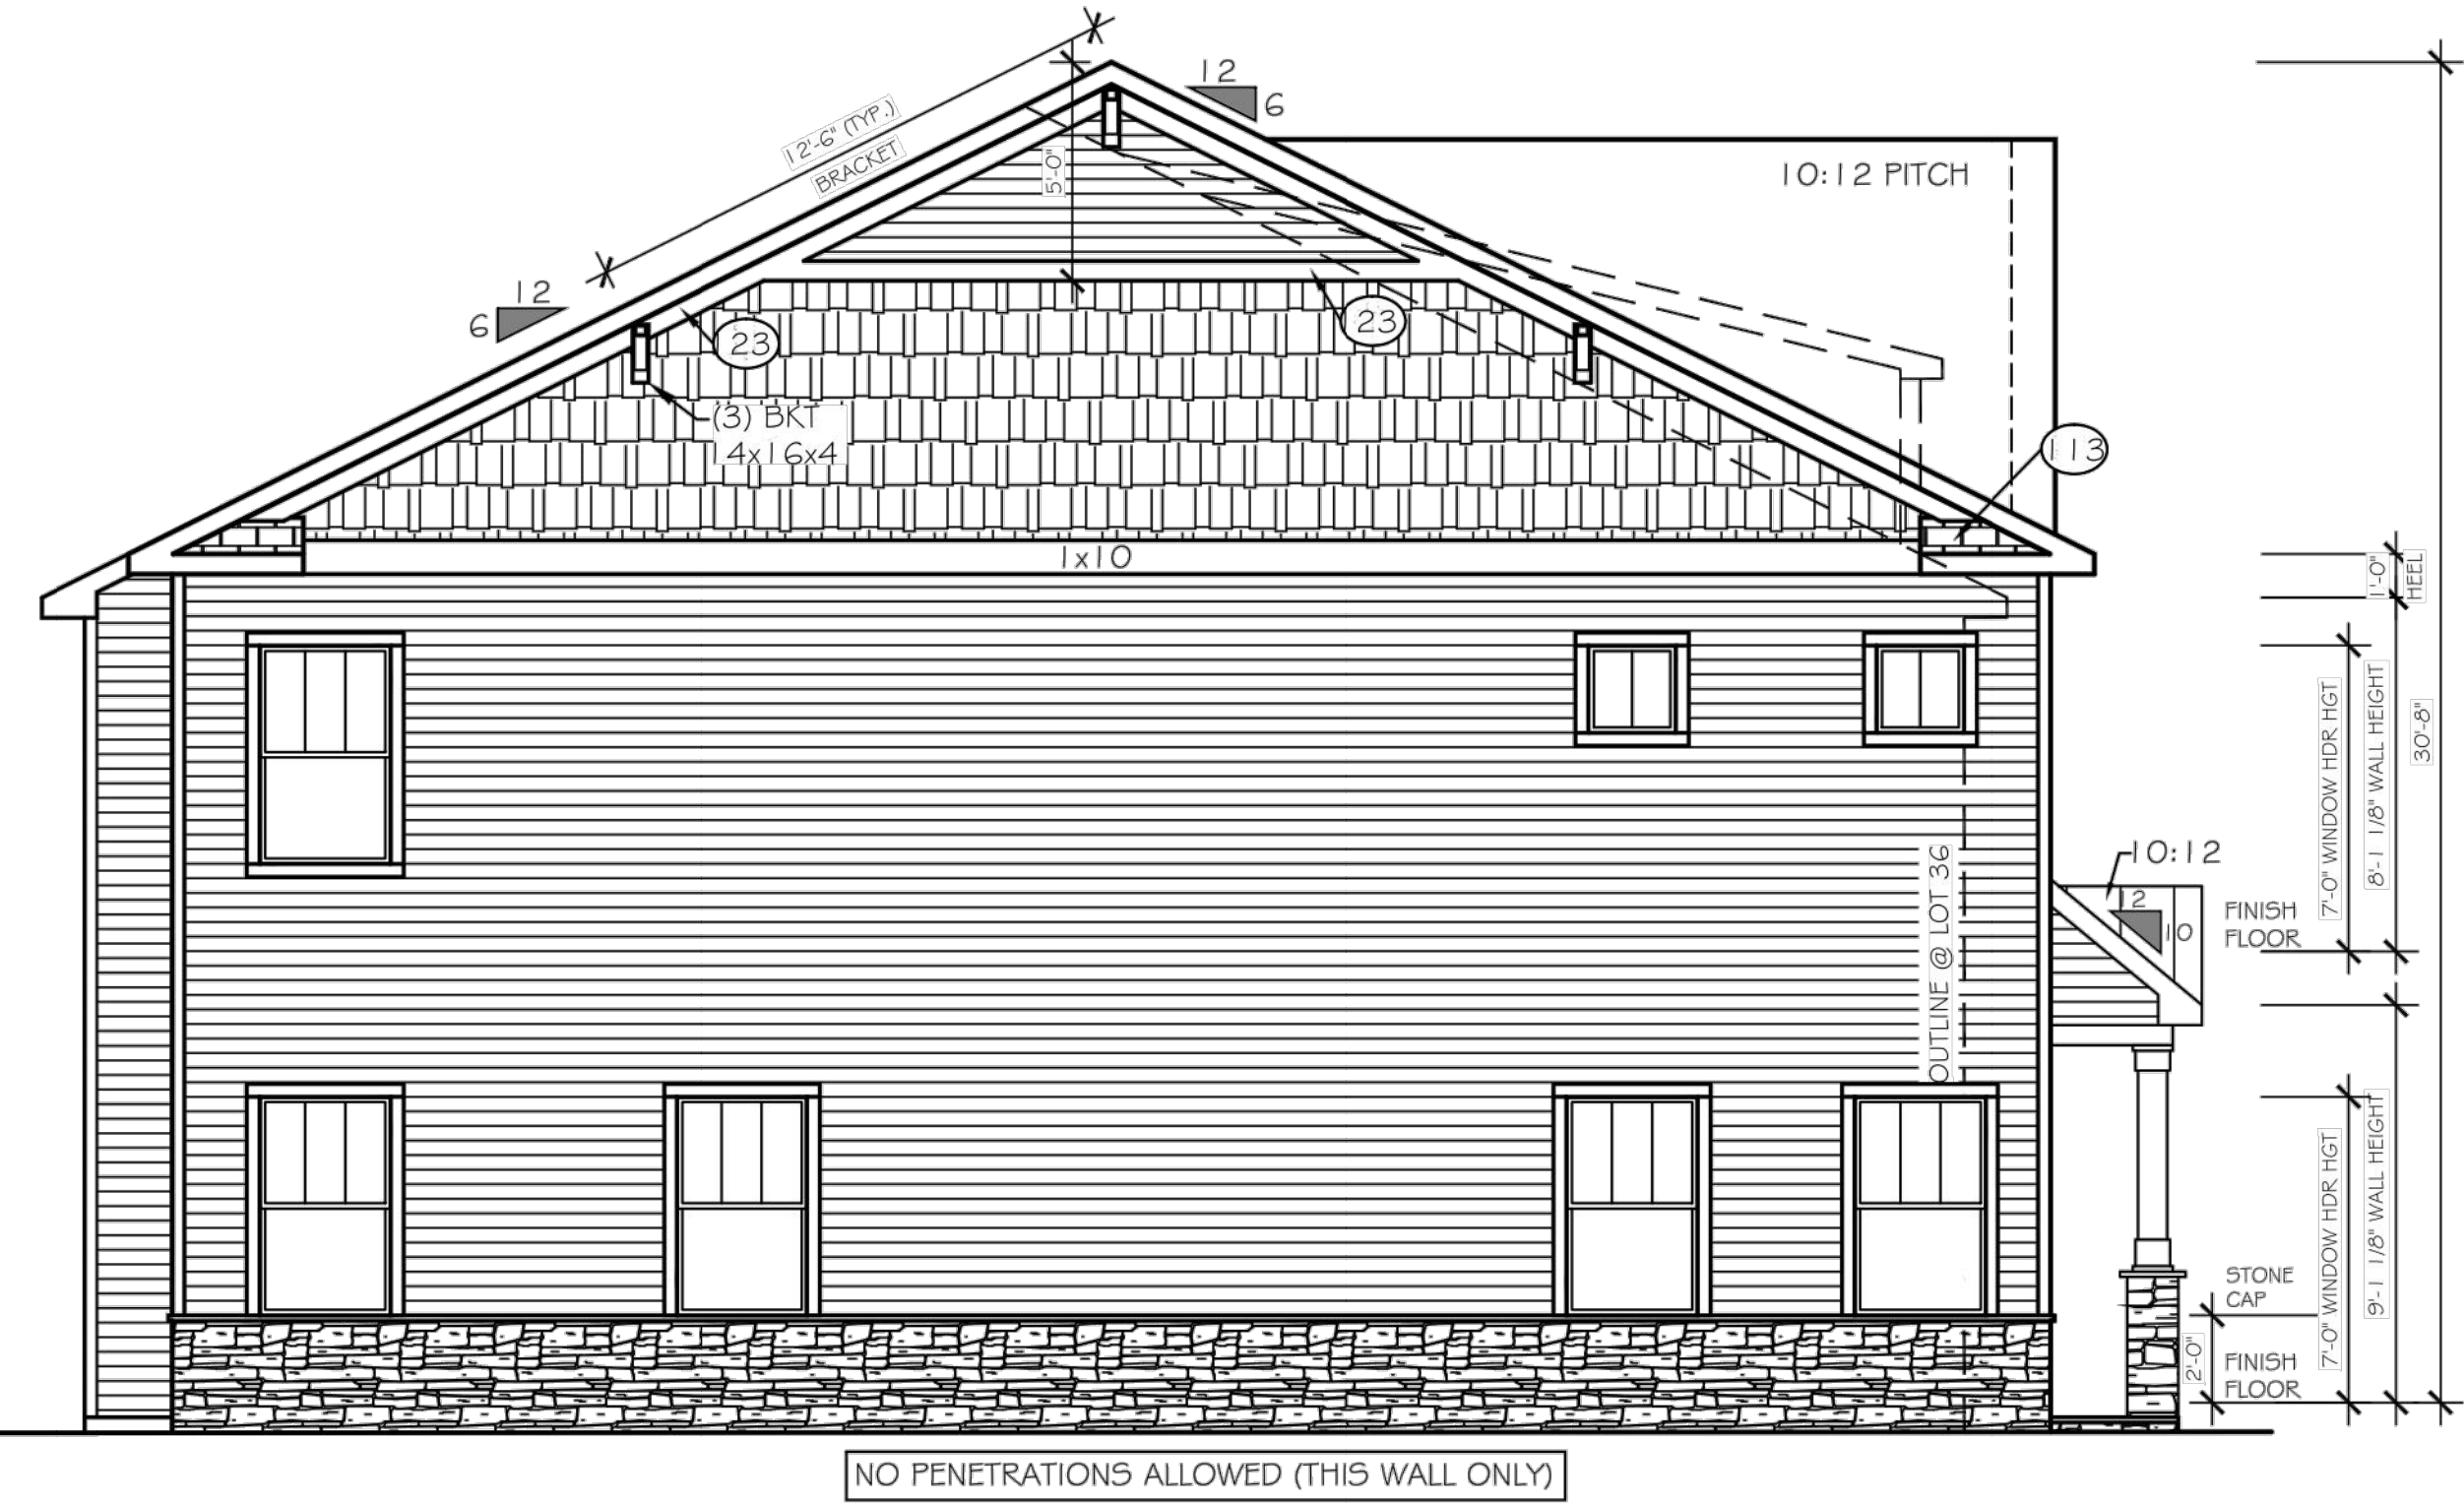 12
6
12'-6" (TYP.)
BRACKET
5'-0"
10:12 PITCH
12
6
23
23
(3) BKT
14x16x4
113
1x10
1'-0"
HEEL
7'-0" WINDOW HDR HGT
8'-1 1/8" WALL HEIGHT
30'-8"
10:12
12
10
FINISH
FLOOR
OUTLINE @ LOT 36
7'-0" WINDOW HDR HGT
9'-1 1/8" WALL HEIGHT
STONE
CAP
2'-0"
FINISH
FLOOR
NO PENETRATIONS ALLOWED (THIS WALL ONLY)